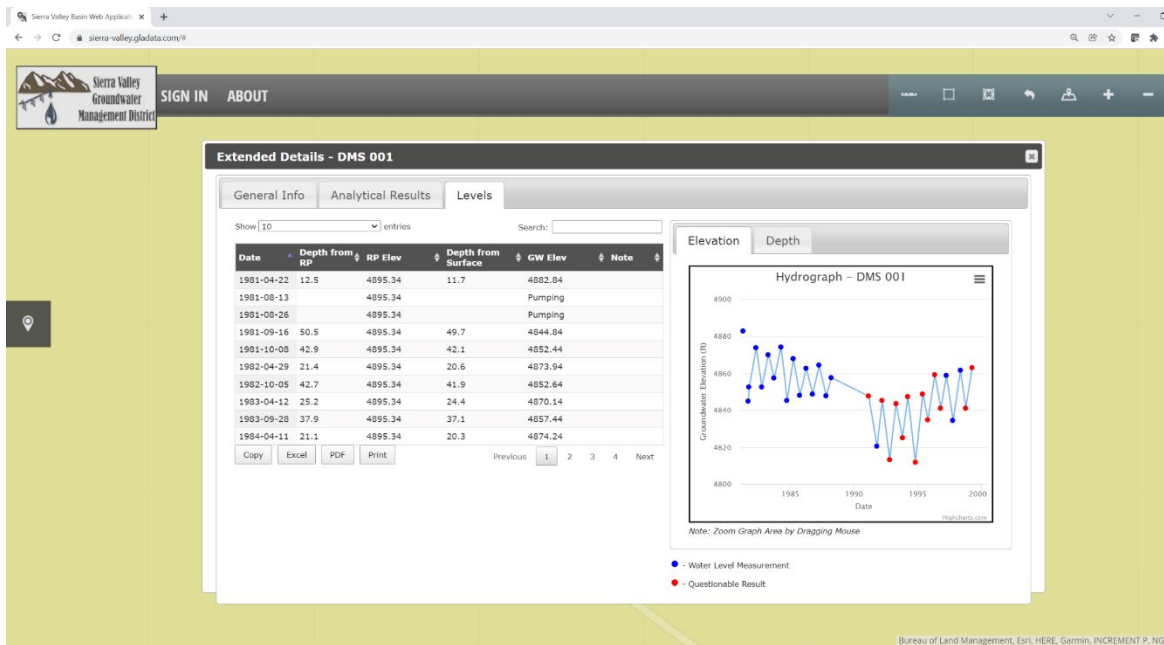 Sierra Valley Basin Web Applicati
sierra-valley.gladata.com/#
Sierra Valley
Groundwater
Management District
SIGN IN ABOUT
Extended Details - DMS 001
General Info Analytical Results Levels
Show 10 entries Search:
Date Depth from RP RP Elev Depth from Surface GW Elev Note
1981-04-22 12.5 4895.34 11.7 4882.84
1981-08-13 4895.34 Pumping
1981-08-26 4895.34 Pumping
1981-09-16 50.5 4895.34 49.7 4844.84
1981-10-08 42.9 4895.34 42.1 4852.44
1982-04-29 21.4 4895.34 20.6 4873.94
1982-10-05 42.7 4895.34 41.9 4852.64
1983-04-12 25.2 4895.34 24.4 4870.14
1983-09-28 37.9 4895.34 37.1 4857.44
1984-04-11 21.1 4895.34 20.3 4874.24
Copy Excel PDF Print Previous 1 2 3 4 Next
Elevation Depth
Hydrograph - DMS 001
Groundwater Elevation (ft)
4900
4880
4860
4840
4820
4800
1985 1990 1995 2000
Date
Highcharts.com
Note: Zoom Graph Area by Dragging Mouse
- Water Level Measurement
- Questionable Result
Bureau of Land Management, Esri, HERE, Garmin, INCREMENT P, NG